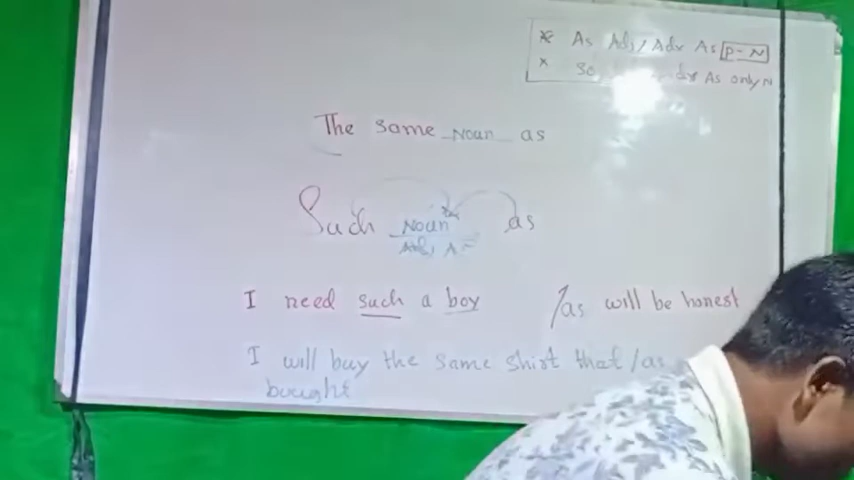 * As Adj/Adv As P-N
* So As only N
The same Noun as
Such Noun as
I need such a boy /as will be honest
I will buy the same shirt that/as
bought